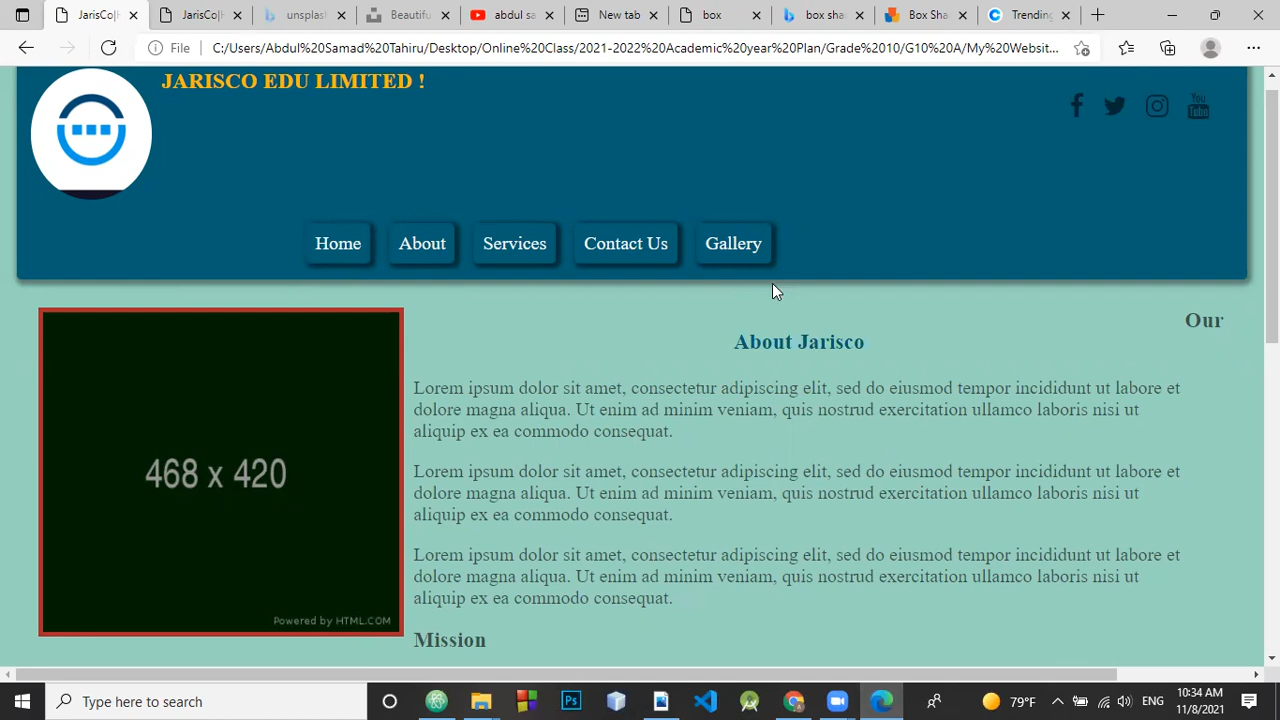 JarisCo|H
JarisCo|H
unsplas
Beautifu
abdul sa
New tab
box
box sha
Box Sha
Trending
File
C:/Users/Abdul%20Samad%20Tahiru/Desktop/Online%20Class/2021-2022%20Academic%20year%20Plan/Grade%2010/G10%20A/My%20Website...
JARISCO EDU LIMITED !
You
Tube
Home
About
Services
Contact Us
Gallery
Our
About Jarisco
Lorem ipsum dolor sit amet, consectetur adipiscing elit, sed do eiusmod tempor incididunt ut labore et
dolore magna aliqua. Ut enim ad minim veniam, quis nostrud exercitation ullamco laboris nisi ut
aliquip ex ea commodo consequat.
Lorem ipsum dolor sit amet, consectetur adipiscing elit, sed do eiusmod tempor incididunt ut labore et
dolore magna aliqua. Ut enim ad minim veniam, quis nostrud exercitation ullamco laboris nisi ut
aliquip ex ea commodo consequat.
Lorem ipsum dolor sit amet, consectetur adipiscing elit, sed do eiusmod tempor incididunt ut labore et
dolore magna aliqua. Ut enim ad minim veniam, quis nostrud exercitation ullamco laboris nisi ut
aliquip ex ea commodo consequat.
468 x 420
Powered by HTML.COM
Mission
Type here to search
Ps
79°F
ENG
10:34 AM
11/8/2021